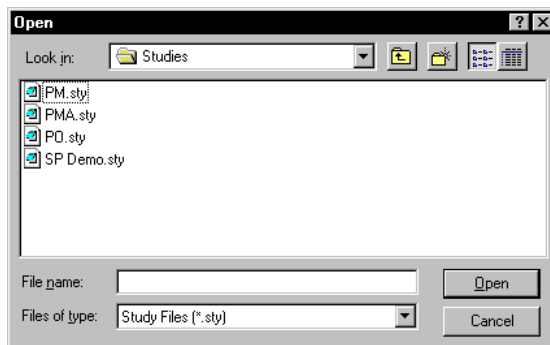 Open
Look in: Studies
PM.sty
PMA.sty
PO.sty
SP Demo.sty
File name: Open
Files of type: Study Files (*.sty) Cancel